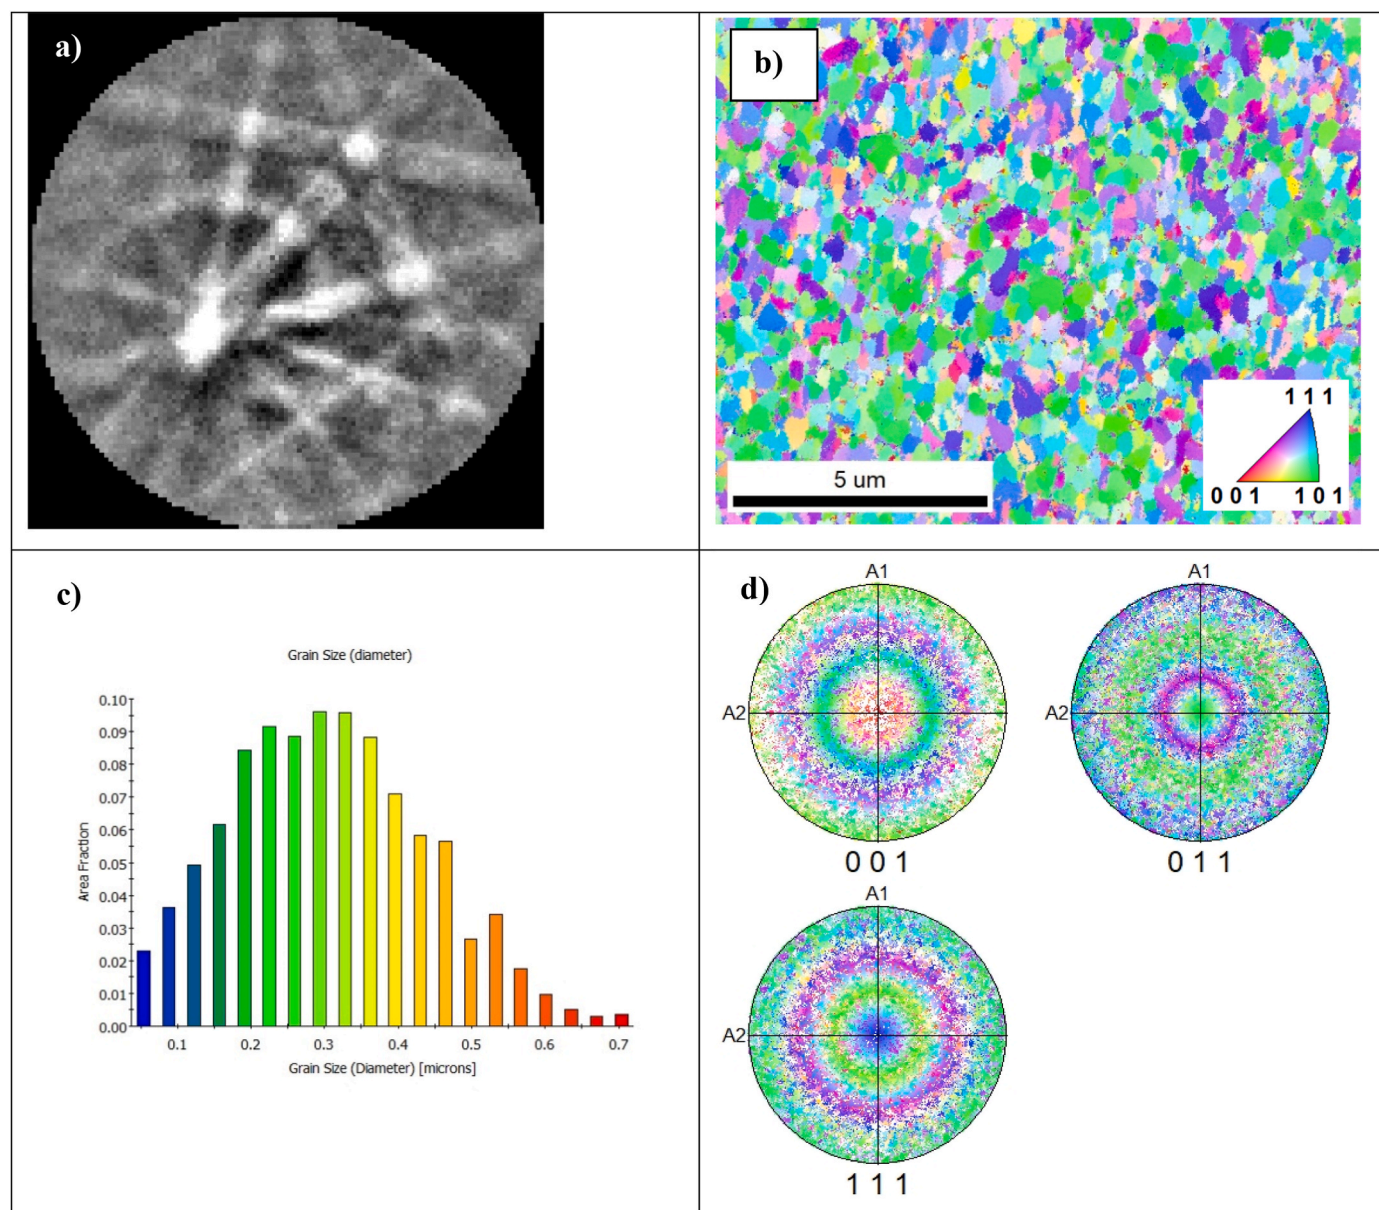 a)
b)
5 um
1 1 1
0 0 1 1 0 1
c)
Grain Size (diameter)
Area Fraction
0.10
0.09
0.08
0.07
0.06
0.05
0.04
0.03
0.02
0.01
0.00
0.1 0.2 0.3 0.4 0.5 0.6 0.7
Grain Size (Diameter) [microns]
d)
A1
A2
0 0 1
A1
A2
0 1 1
A1
A2
1 1 1